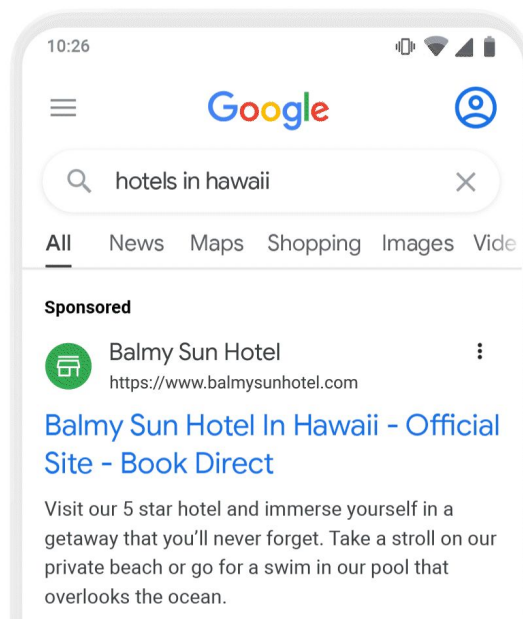 10:26
Google
hotels in hawaii
All News Maps Shopping Images Vide
Sponsored
Balmy Sun Hotel
https://www.balmysunhotel.com
Balmy Sun Hotel In Hawaii - Official
Site - Book Direct
Visit our 5 star hotel and immerse yourself in a
getaway that you’ll never forget. Take a stroll on our
private beach or go for a swim in our pool that
overlooks the ocean.